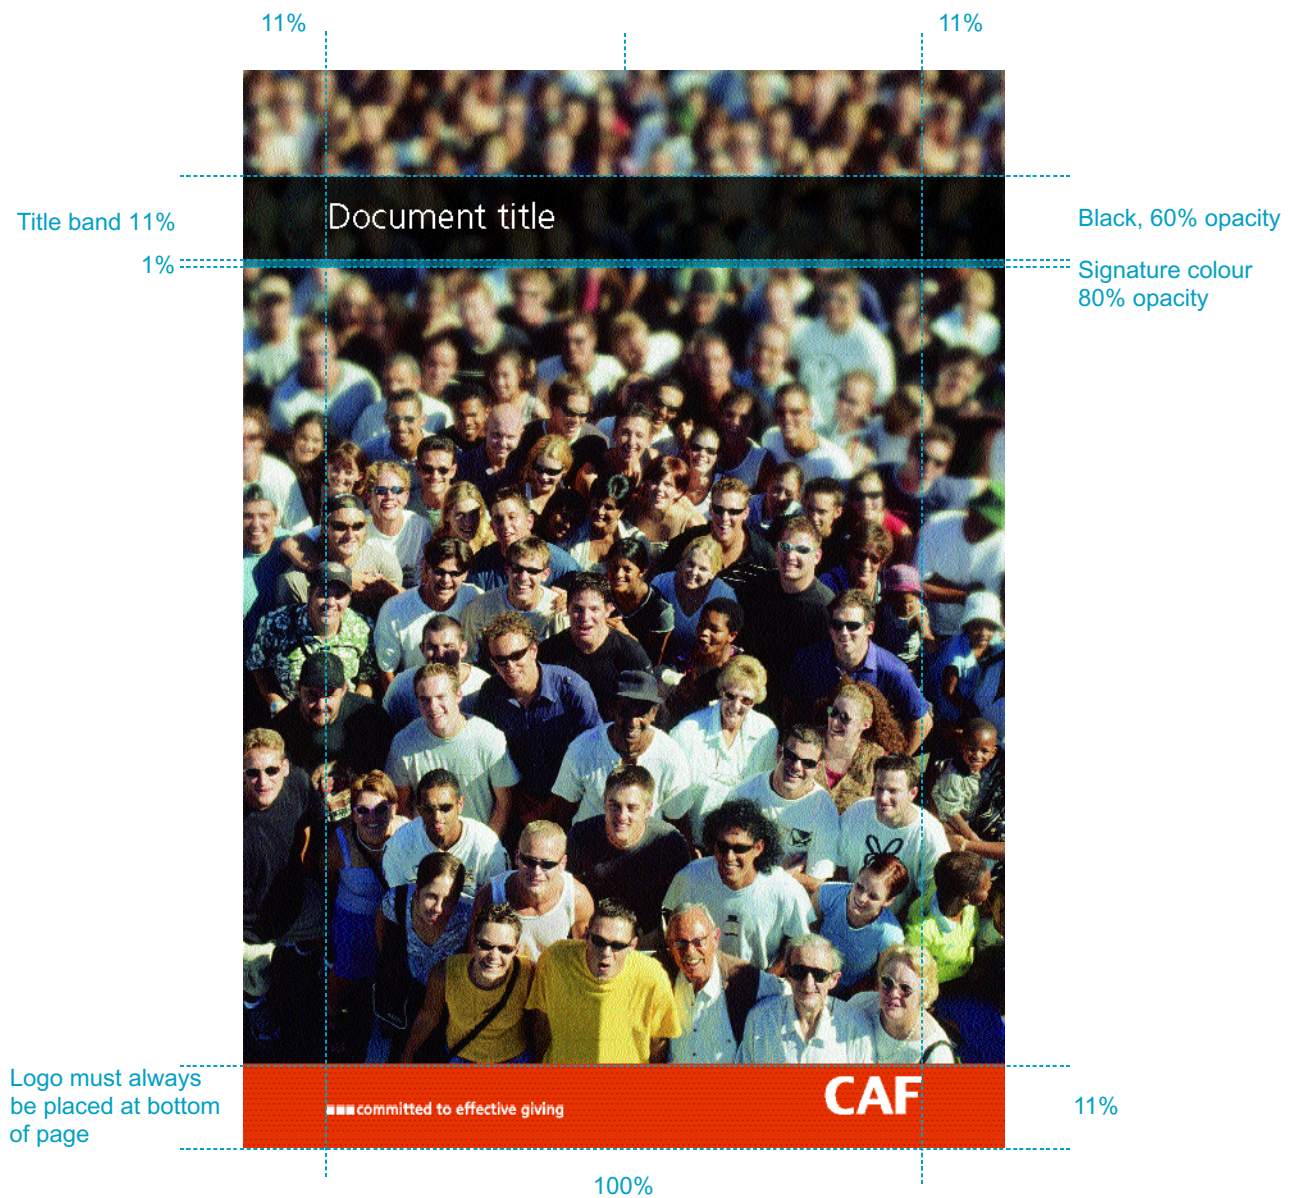 11%
11%
Title band 11%
Document title
Black, 60% opacity
1%
Signature colour
80% opacity
Logo must always
be placed at bottom
of page
committed to effective giving
CAF
11%
100%